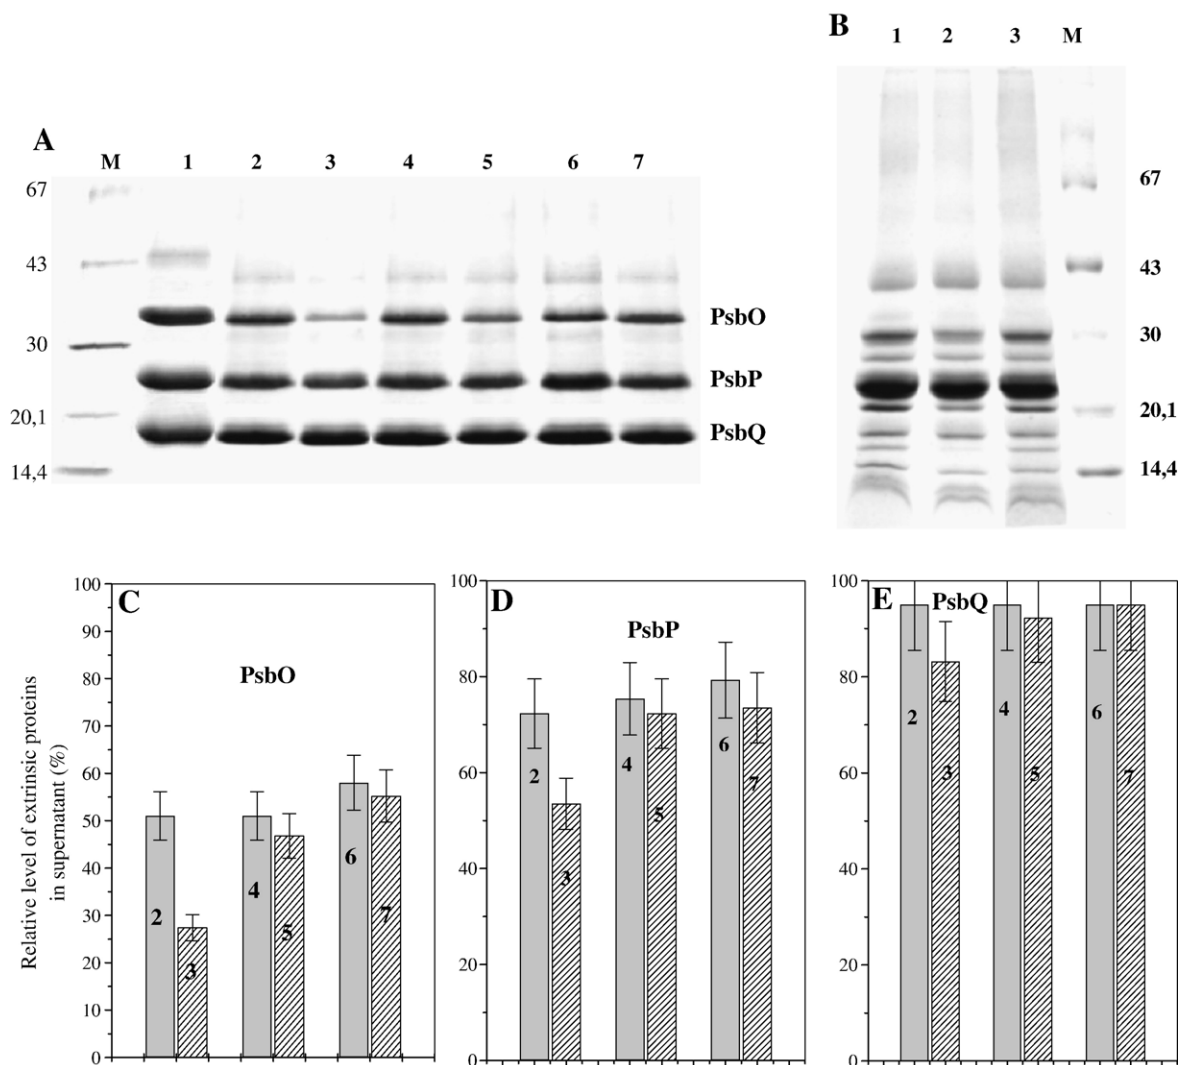 A
M 1 2 3 4 5 6 7
67
43
30
20,1
14,4
PsbO
PsbP
PsbQ
B
1 2 3 M
67
43
30
20,1
14,4
Relative level of extrinsic proteins
in supernatant (%)
C
PsbO
100
90
80
70
60
50
40
30
20
10
0
2 3 4 5 6 7
D
PsbP
100
80
60
40
20
0
2 3 4 5 6 7
E PsbQ
100
80
60
40
20
0
2 3 4 5 6 7